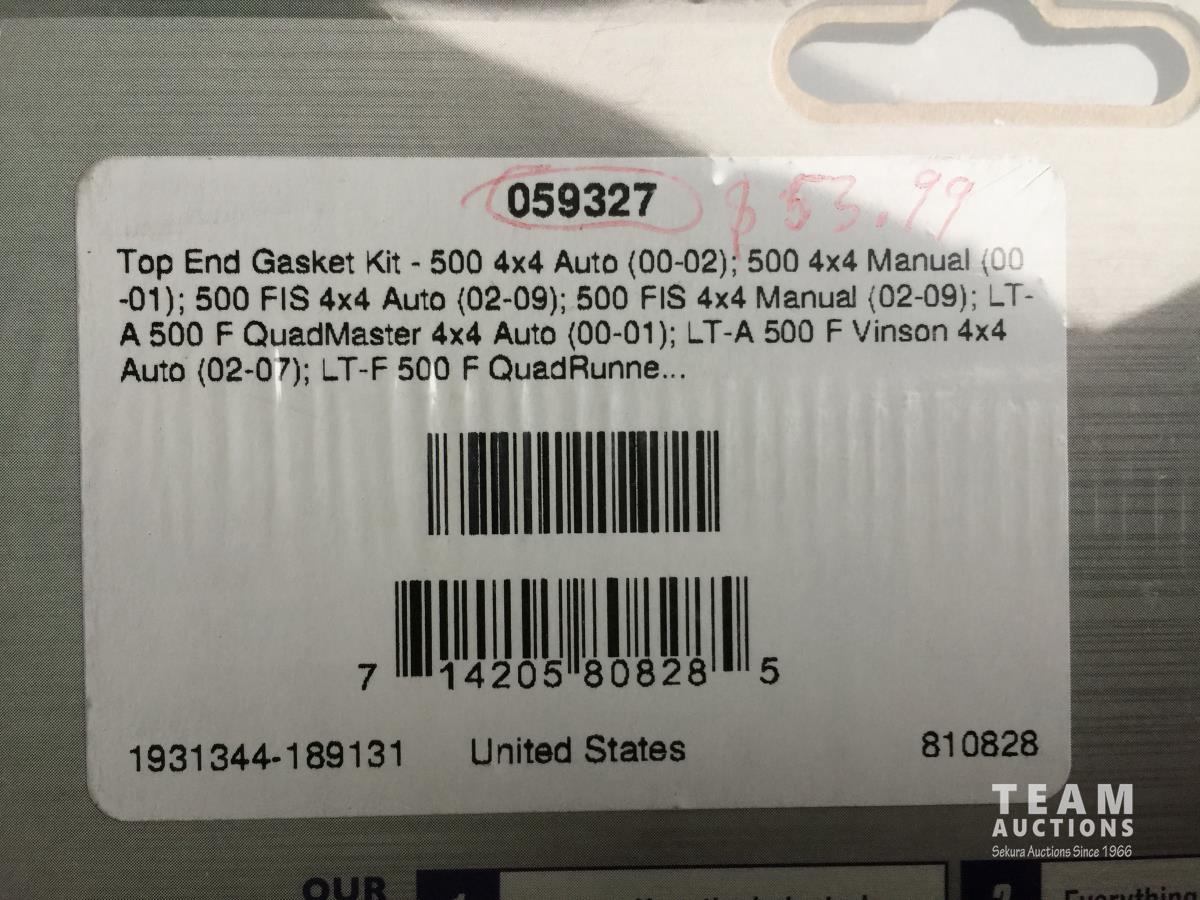 059327 $53.99
Top End Gasket Kit - 500 4x4 Auto (00-02); 500 4x4 Manual (00
-01); 500 FIS 4x4 Auto (02-09); 500 FIS 4x4 Manual (02-09); LT-
A 500 F QuadMaster 4x4 Auto (00-01); LT-A 500 F Vinson 4x4
Auto (02-07); LT-F 500 F QuadRunne...
7 14205 80828 5
1931344-189131 United States 810828
TEAM
AUCTIONS
Sekura Auctions Since 1966
OUR 1 2 Everything